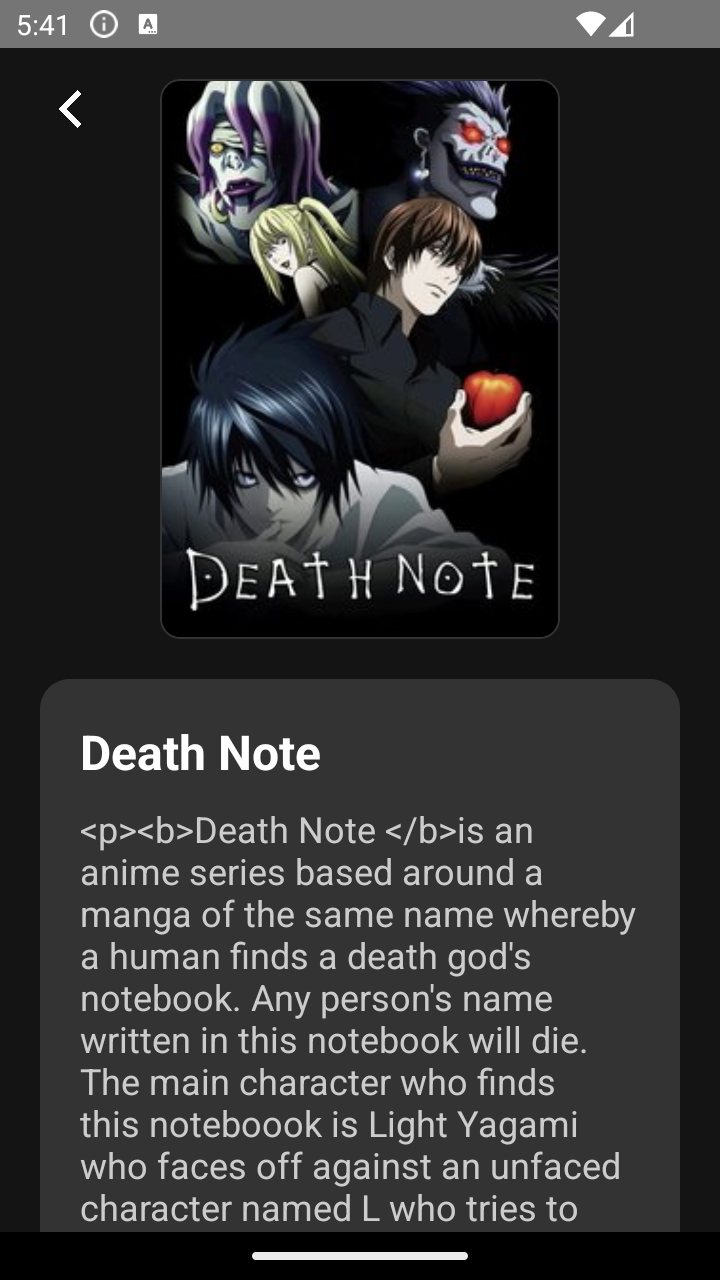 5:41
DEATH NOTE
Death Note
<p><b>Death Note </b>is an
anime series based around a
manga of the same name whereby
a human finds a death god's
notebook. Any person's name
written in this notebook will die.
The main character who finds
this noteboook is Light Yagami
who faces off against an unfaced
character named L who tries to